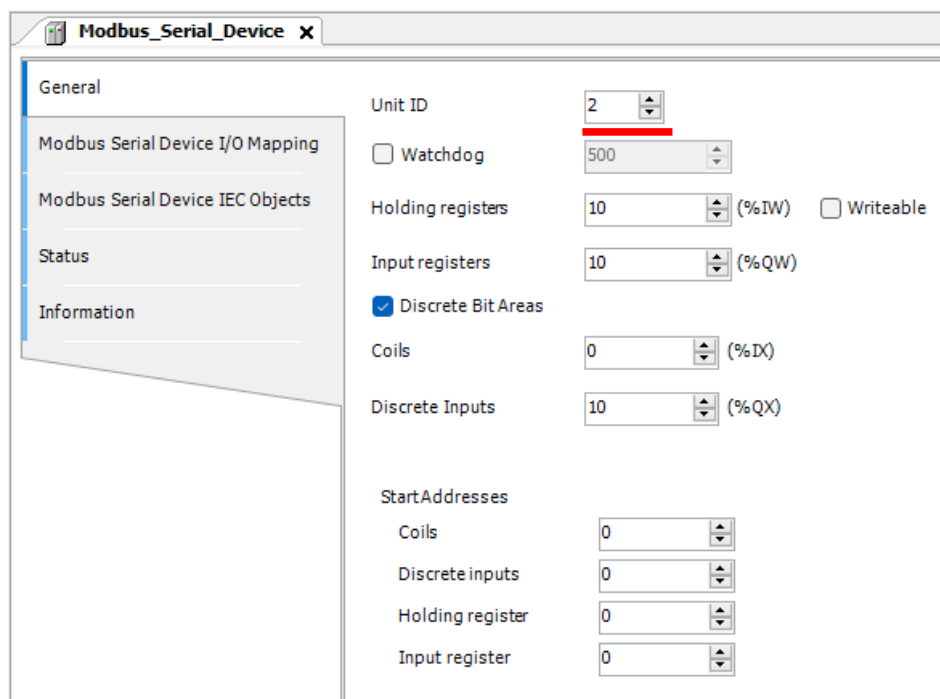 Modbus_Serial_Device
General
Modbus Serial Device I/O Mapping
Modbus Serial Device IEC Objects
Status
Information
Unit ID 2
Watchdog 500
Holding registers 10 (%IW) Writeable
Input registers 10 (%QW)
Discrete Bit Areas
Coils 0 (%IX)
Discrete Inputs 10 (%QX)
Start Addresses
Coils 0
Discrete inputs 0
Holding register 0
Input register 0